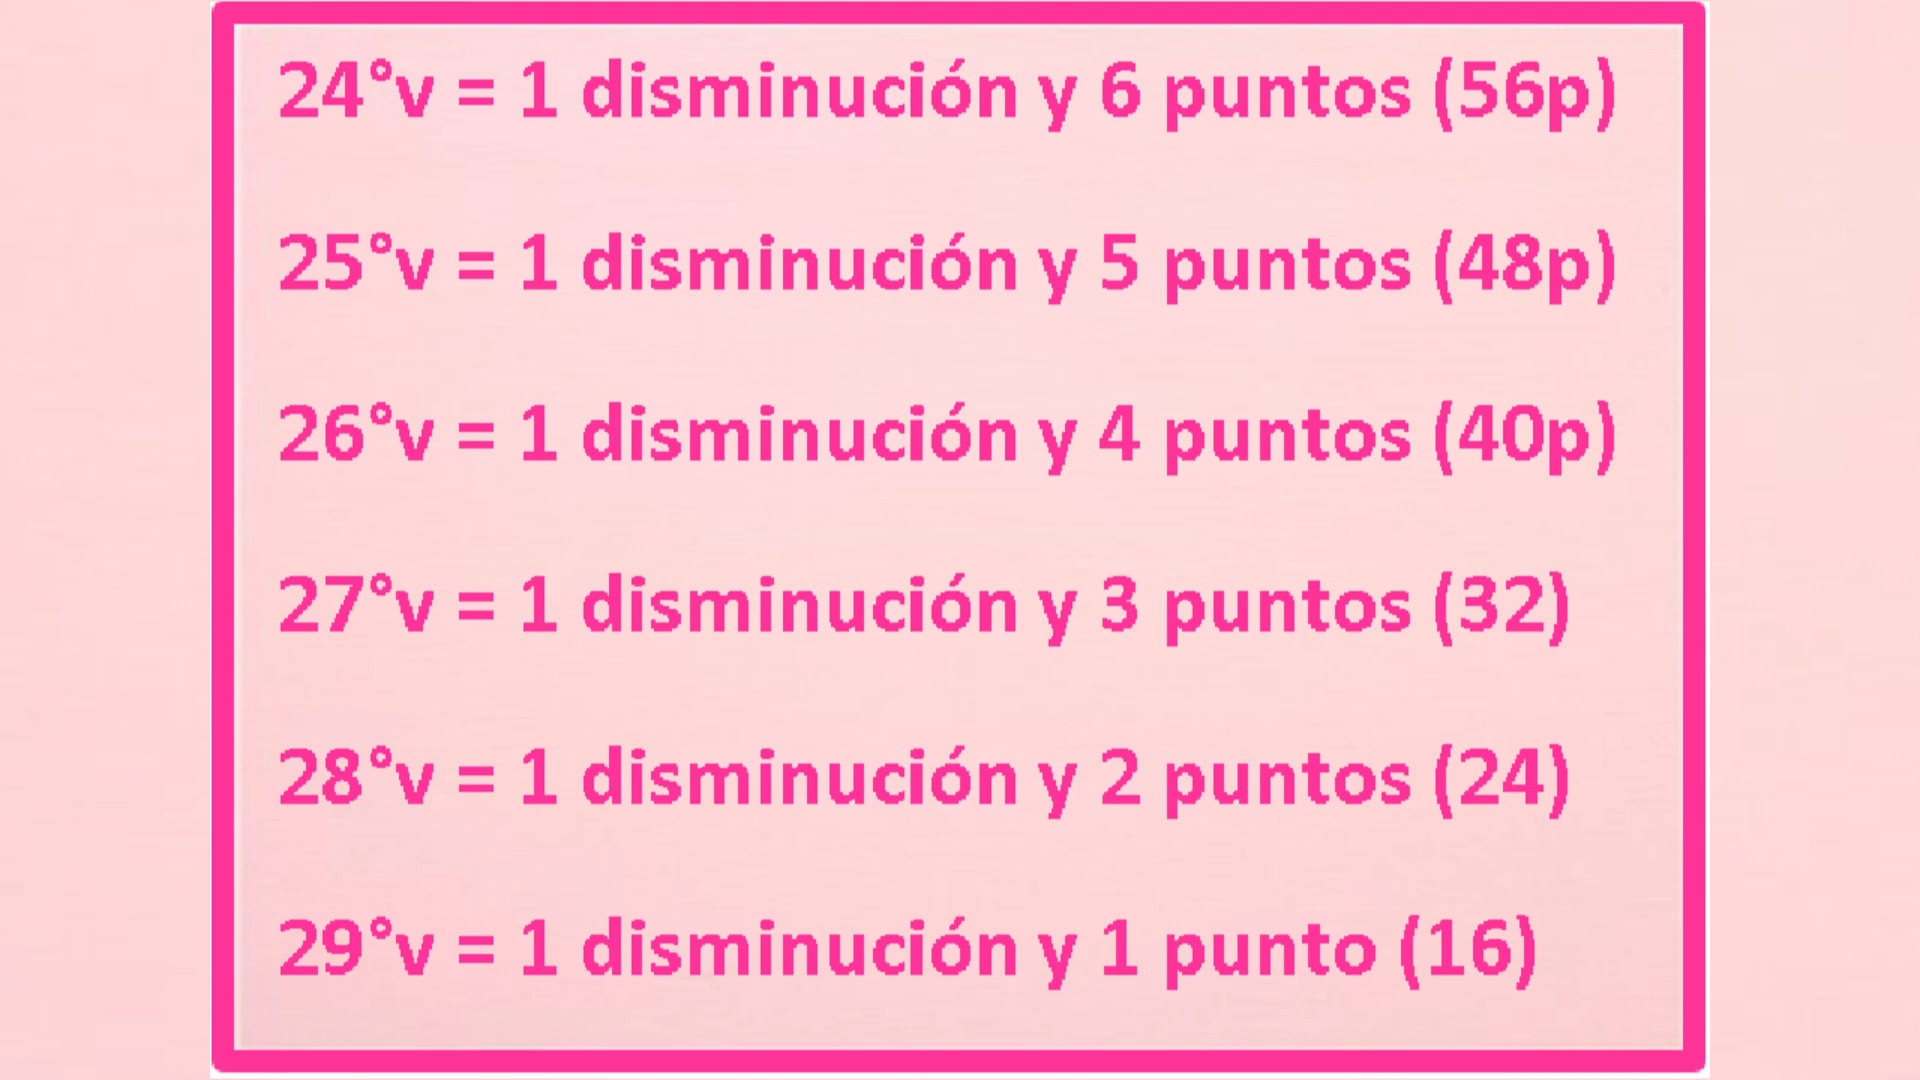 24°v = 1 disminución y 6 puntos (56p)
25°v = 1 disminución y 5 puntos (48p)
26°v = 1 disminución y 4 puntos (40p)
27°v = 1 disminución y 3 puntos (32)
28°v = 1 disminución y 2 puntos (24)
29°v = 1 disminución y 1 punto (16)